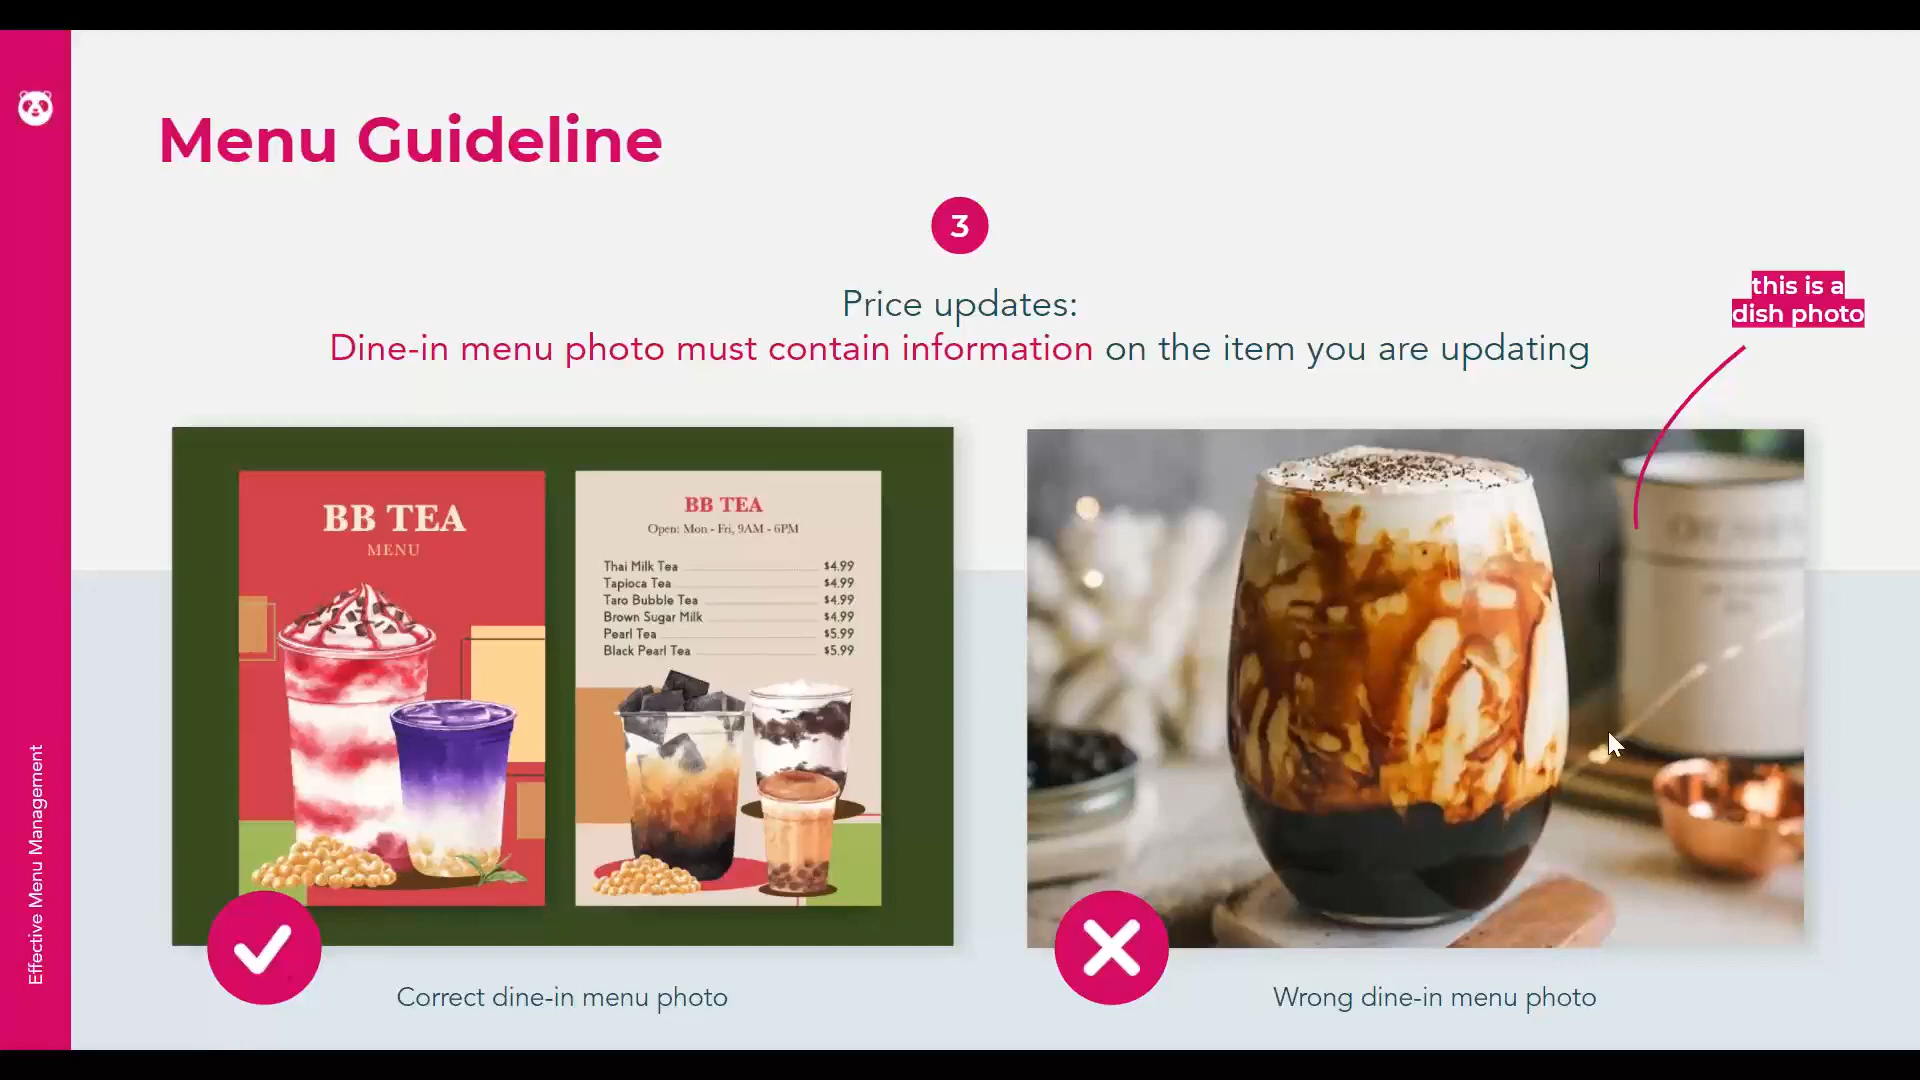 Menu Guideline
3
Price updates:
Dine-in menu photo must contain information on the item you are updating
this is a
dish photo
BB TEA
MENU
BB TEA
Open: Mon - Fri, 9AM - 6PM
Thai Milk Tea $4.99
Tapioca Tea $4.99
Taro Bubble Tea $4.99
Brown Sugar Milk $4.99
Pearl Tea $5.99
Black Pearl Tea $5.99
Correct dine-in menu photo
Wrong dine-in menu photo
Effective Menu Management